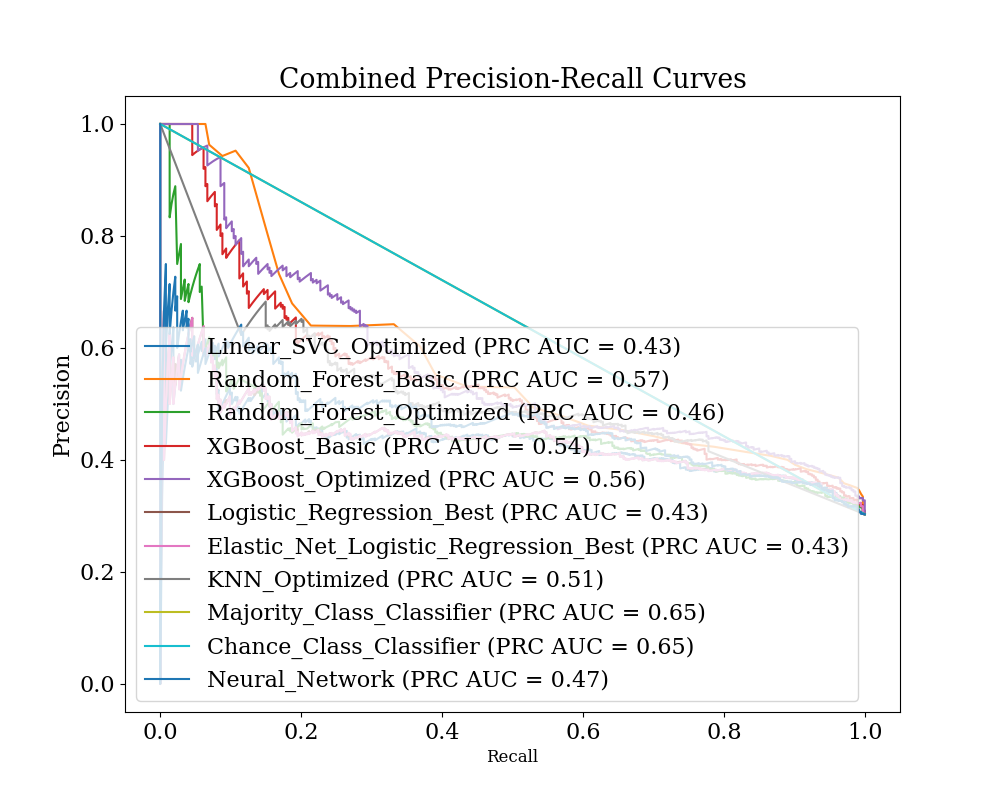 Combined Precision-Recall Curves
1.0
0.8
0.6
0.4
0.2
0.0
Precision
Linear_SVC_Optimized (PRC AUC = 0.43)
Random_Forest_Basic (PRC AUC = 0.57)
Random_Forest_Optimized (PRC AUC = 0.46)
XGBoost_Basic (PRC AUC = 0.54)
XGBoost_Optimized (PRC AUC = 0.56)
Logistic_Regression_Best (PRC AUC = 0.43)
Elastic_Net_Logistic_Regression_Best (PRC AUC = 0.43)
KNN_Optimized (PRC AUC = 0.51)
Majority_Class_Classifier (PRC AUC = 0.65)
Chance_Class_Classifier (PRC AUC = 0.65)
Neural_Network (PRC AUC = 0.47)
0.0 0.2 0.4 0.6 0.8 1.0
Recall